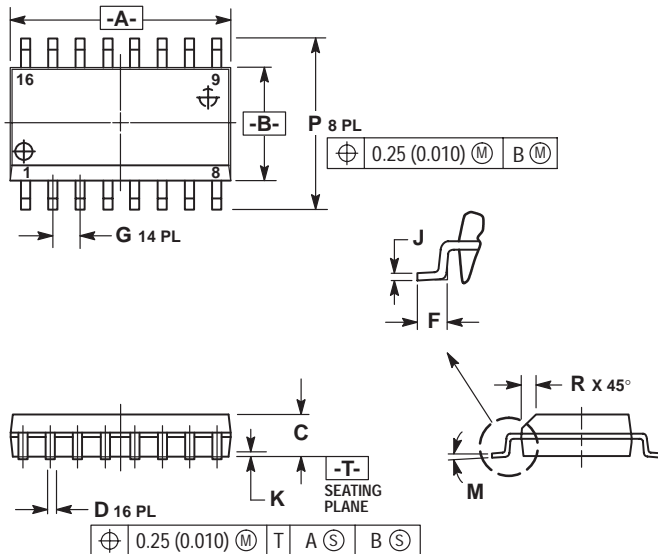 -A-
16 9
-B-
P 8 PL
⌖ 0.25 (0.010) Ⓜ B Ⓜ
1 8
G 14 PL
J
F
R X 45°
C
-T-
SEATING
PLANE
K
M
D 16 PL
⌖ 0.25 (0.010) Ⓜ T A Ⓢ B Ⓢ